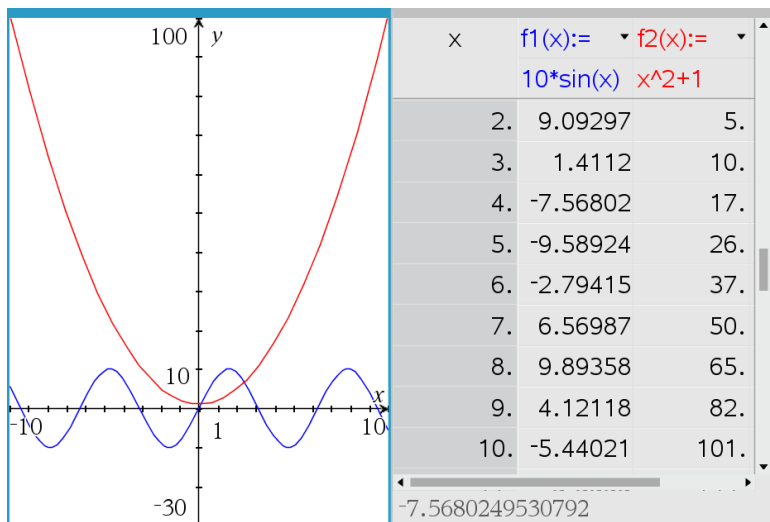 100 y
10
x
-10 1 10
-30
x f1(x):= f2(x):=
10*sin(x) x^2+1
2. 9.09297 5.
3. 1.4112 10.
4. -7.56802 17.
5. -9.58924 26.
6. -2.79415 37.
7. 6.56987 50.
8. 9.89358 65.
9. 4.12118 82.
10. -5.44021 101.
-7.5680249530792